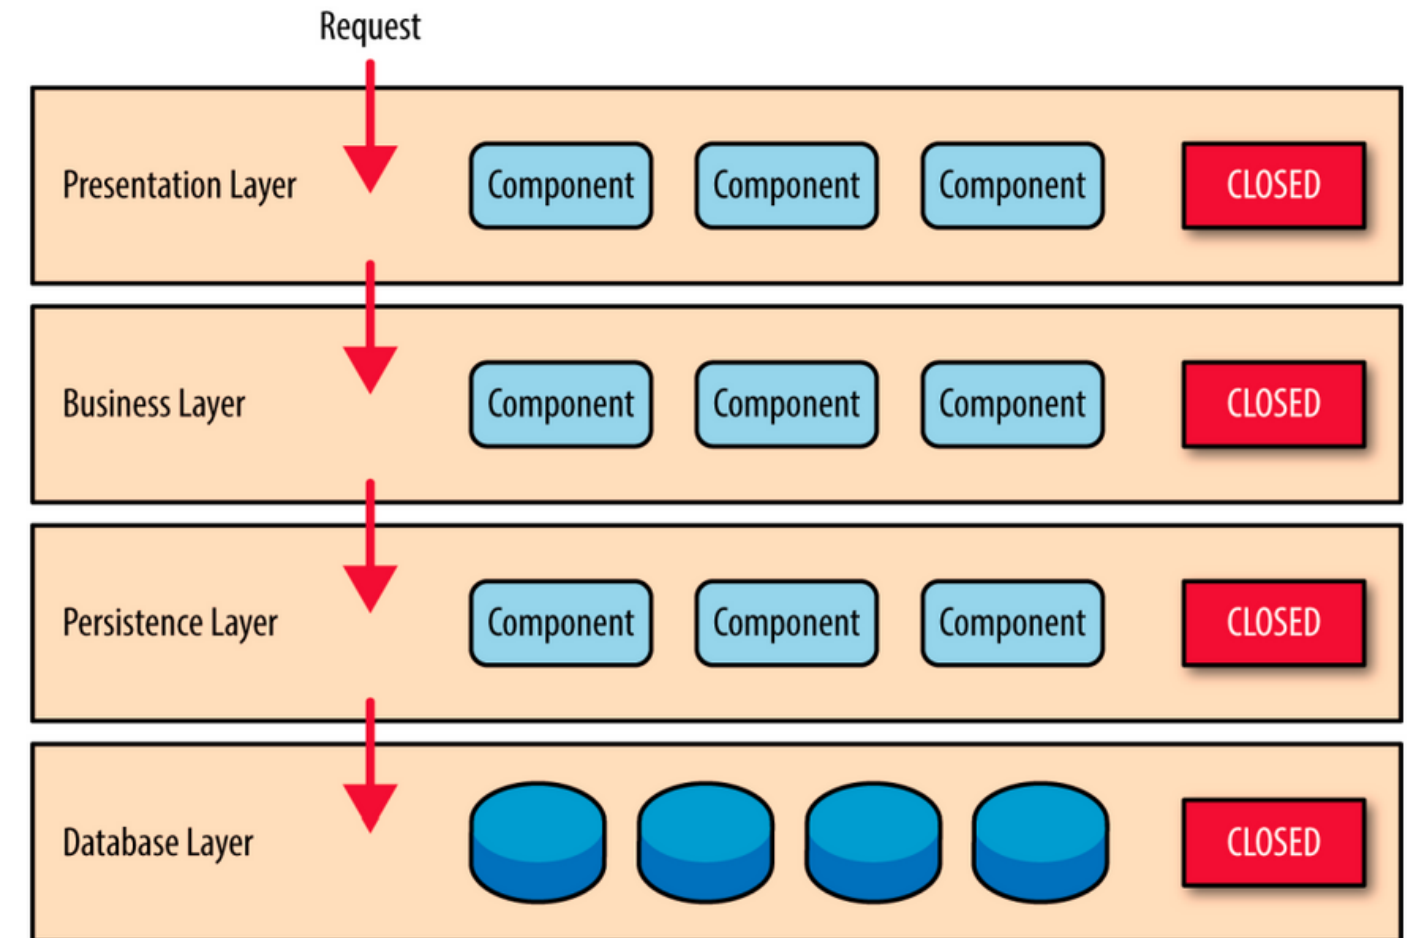 Request
Presentation Layer Component Component Component CLOSED
Business Layer Component Component Component CLOSED
Persistence Layer Component Component Component CLOSED
Database Layer CLOSED